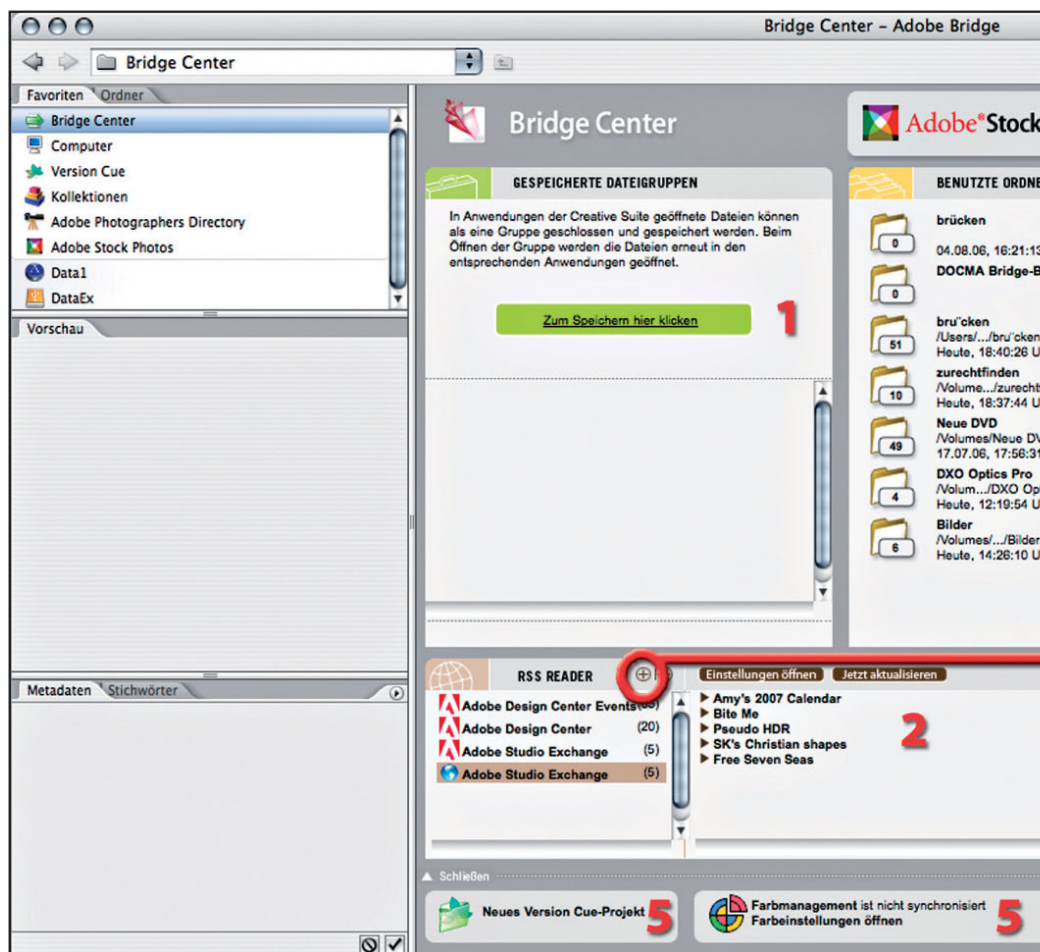 Bridge Center – Adobe Bridge
Bridge Center
Favoriten Ordner
Bridge Center
Computer
Version Cue
Kollektionen
Adobe Photographers Directory
Adobe Stock Photos
Data1
DataEx
Vorschau
Metadaten Stichwörter
Bridge Center
Adobe® Stock
GESPEICHERTE DATEIGRUPPEN
In Anwendungen der Creative Suite geöffnete Dateien können
als eine Gruppe geschlossen und gespeichert werden. Beim
Öffnen der Gruppe werden die Dateien erneut in den
entsprechenden Anwendungen geöffnet.
Zum Speichern hier klicken
1
BENUTZTE ORDNE
0
brücken
04.08.06, 16:21:13
0
DOCMA Bridge-B
51
bru¨cken
/Users/.../bru¨cken
Heute, 18:40:26 U
10
zurechtfinden
/Volume.../zurecht
Heute, 18:37:44 U
49
Neue DVD
/Volumes/Neue DV
17.07.06, 17:56:31
4
DXO Optics Pro
/Volum.../DXO Op
Heute, 12:19:54 U
6
Bilder
/Volumes/.../Bilder
Heute, 14:26:10 U
RSS READER
Einstellungen öffnen Jetzt aktualisieren
Adobe Design Center Events
Adobe Design Center (20)
Adobe Studio Exchange (5)
Adobe Studio Exchange (5)
Amy's 2007 Calendar
Bite Me
Pseudo HDR
SK's Christian shapes
Free Seven Seas
2
Schließen
Neues Version Cue-Projekt 5
Farbmanagement ist nicht synchronisiert
Farbeinstellungen öffnen 5